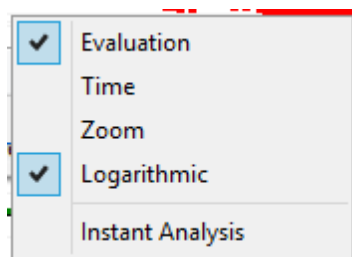 Evaluation
Time
Zoom
Logarithmic
Instant Analysis